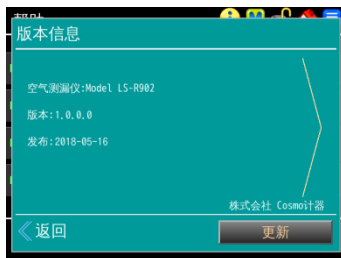 帮助
版本信息
空气测漏仪:Model LS-R902
版本:1.0.0.0
发布:2018-05-16
株式会社 Cosmo计器
返回
更新